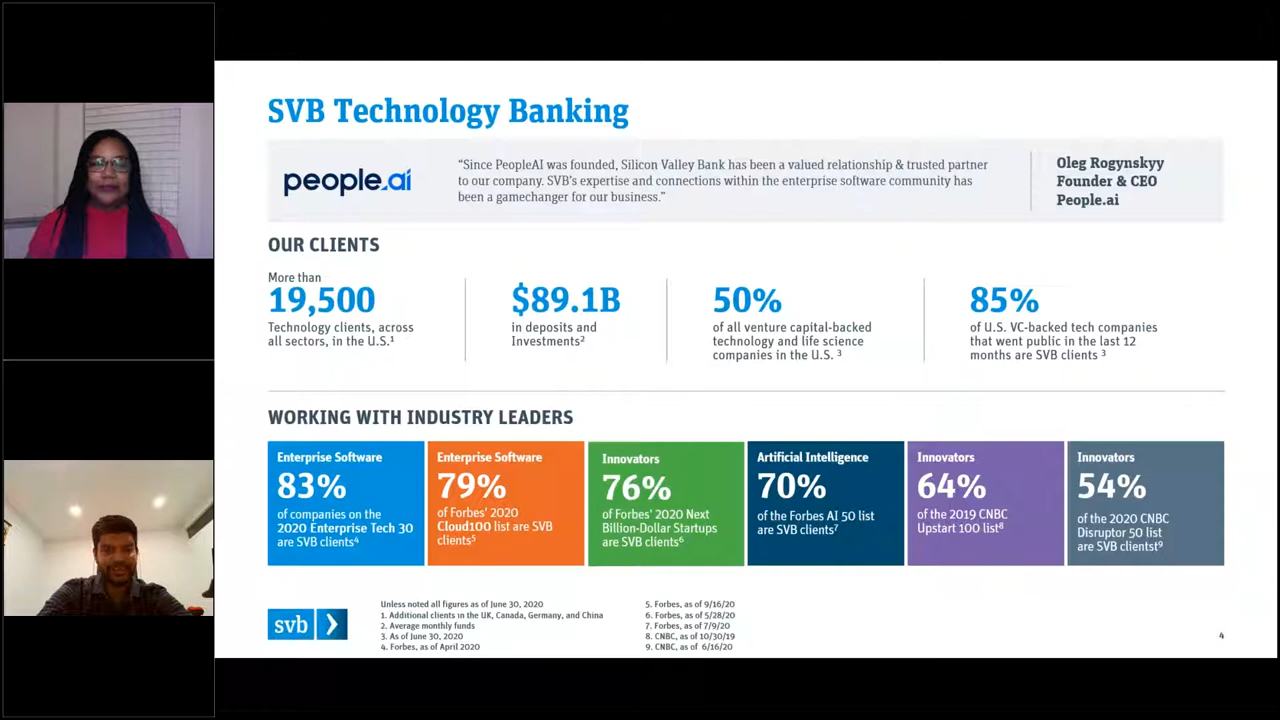 SVB Technology Banking
people.ai
“Since PeopleAI was founded, Silicon Valley Bank has been a valued relationship & trusted partner
to our company. SVB’s expertise and connections within the enterprise software community has
been a gamechanger for our business.”
Oleg Rogynskyy
Founder & CEO
People.ai
OUR CLIENTS
More than
19,500
Technology clients, across
all sectors, in the U.S.1
$89.1B
in deposits and
Investments2
50%
of all venture capital-backed
technology and life science
companies in the U.S. 3
85%
of U.S. VC-backed tech companies
that went public in the last 12
months are SVB clients 3
WORKING WITH INDUSTRY LEADERS
Enterprise Software
83%
of companies on the
2020 Enterprise Tech 30
are SVB clients4
Enterprise Software
79%
of Forbes' 2020
Cloud100 list are SVB
clients5
Innovators
76%
of Forbes' 2020 Next
Billion-Dollar Startups
are SVB clients6
Artificial Intelligence
70%
of the Forbes AI 50 list
are SVB clients7
Innovators
64%
of the 2019 CNBC
Upstart 100 list8
Innovators
54%
of the 2020 CNBC
Disruptor 50 list
are SVB clientst9
svb
Unless noted all figures as of June 30, 2020
1. Additional clients in the UK, Canada, Germany, and China
2. Average monthly funds
3. As of June 30, 2020
4. Forbes, as of April 2020
5. Forbes, as of 9/16/20
6. Forbes, as of 5/28/20
7. Forbes, as of 7/9/20
8. CNBC, as of 10/30/19
9. CNBC, as of 6/16/20
4